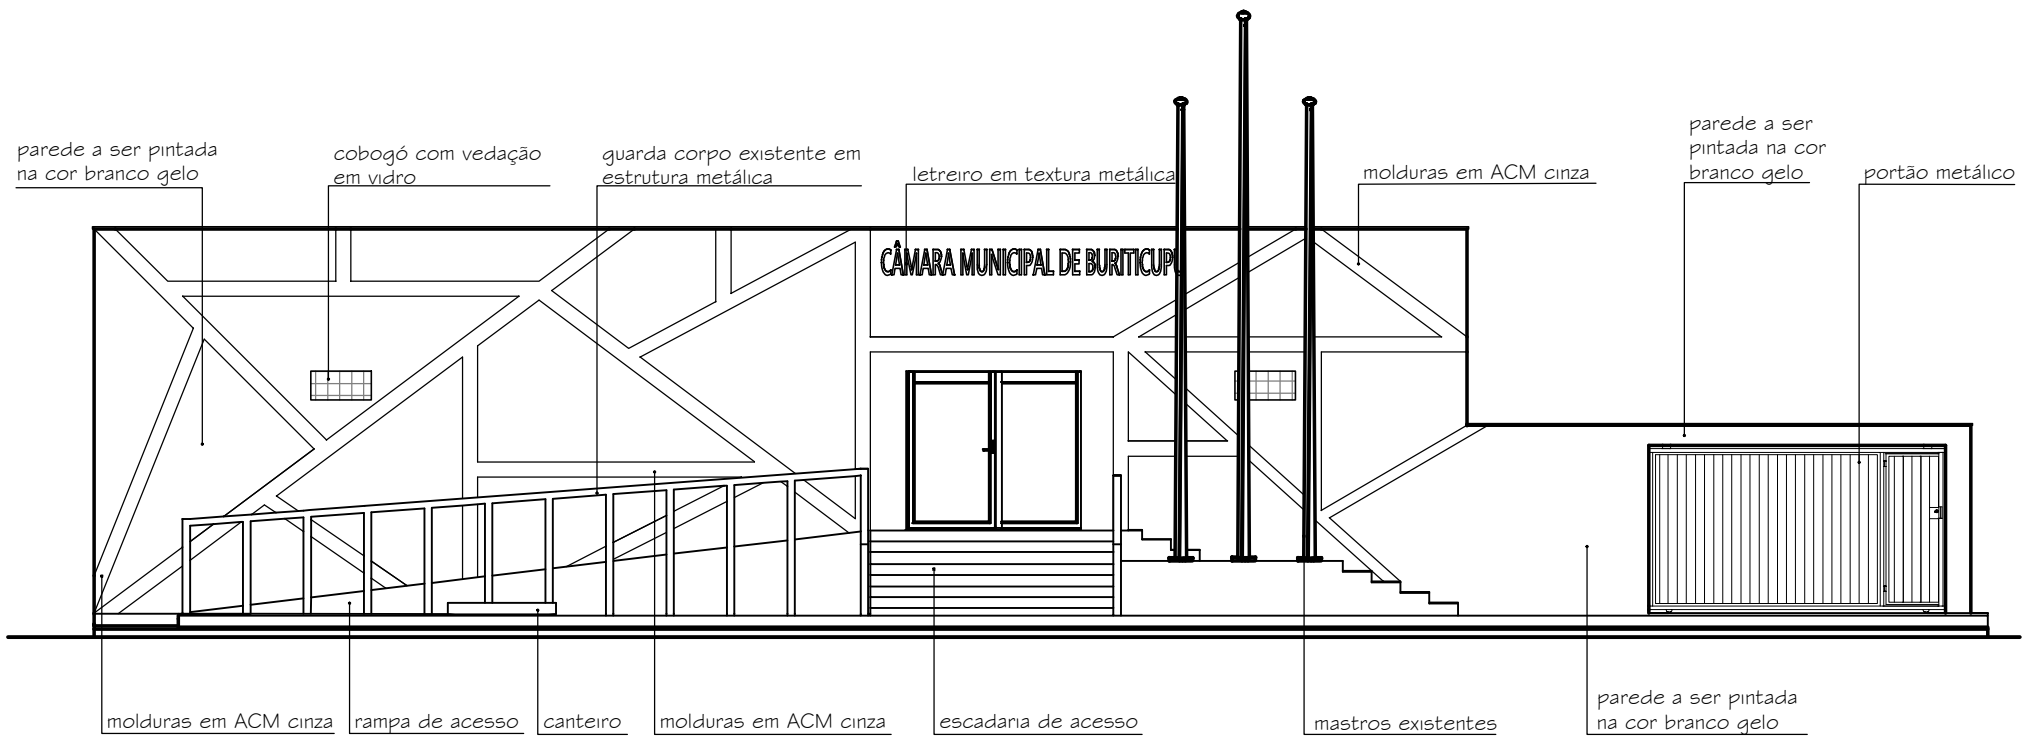 parede a ser pintada
na cor branco gelo
cobogó com vedação
em vidro
guarda corpo existente em
estrutura metálica
letreiro em textura metálica
molduras em ACM cinza
parede a ser
pintada na cor
branco gelo
portão metálico
CÂMARA MUNICIPAL DE BURITICUPU
molduras em ACM cinza
rampa de acesso
canteiro
molduras em ACM cinza
escadaria de acesso
mastros existentes
parede a ser pintada
na cor branco gelo